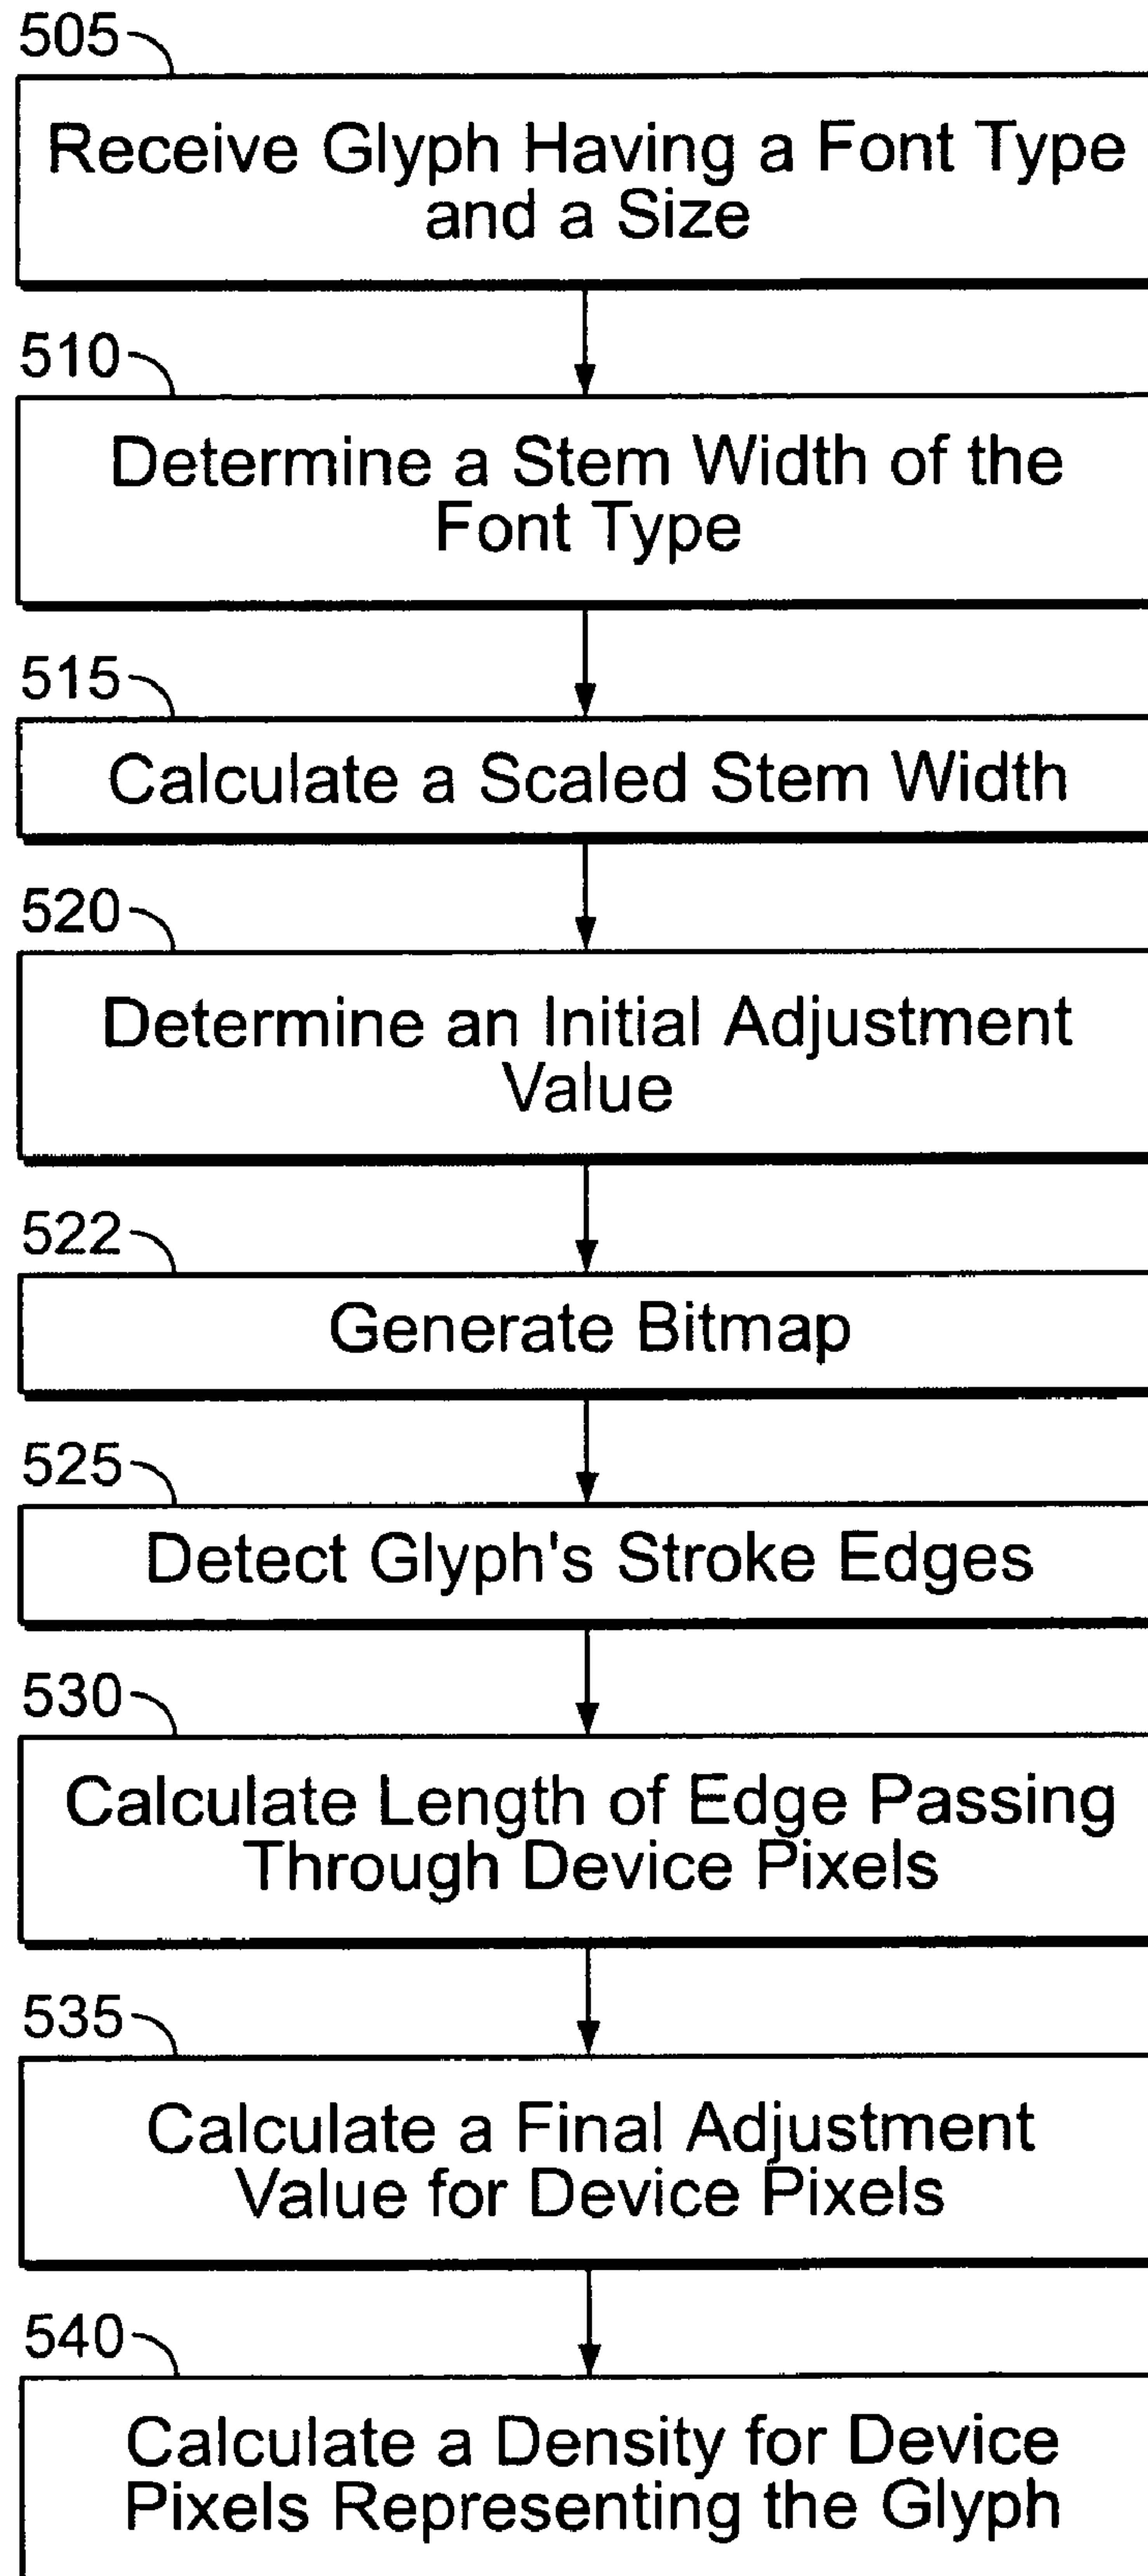 505
Receive Glyph Having a Font Type
and a Size
510
Determine a Stem Width of the
Font Type
515
Calculate a Scaled Stem Width
520
Determine an Initial Adjustment
Value
522
Generate Bitmap
525
Detect Glyph's Stroke Edges
530
Calculate Length of Edge Passing
Through Device Pixels
535
Calculate a Final Adjustment
Value for Device Pixels
540
Calculate a Density for Device
Pixels Representing the Glyph